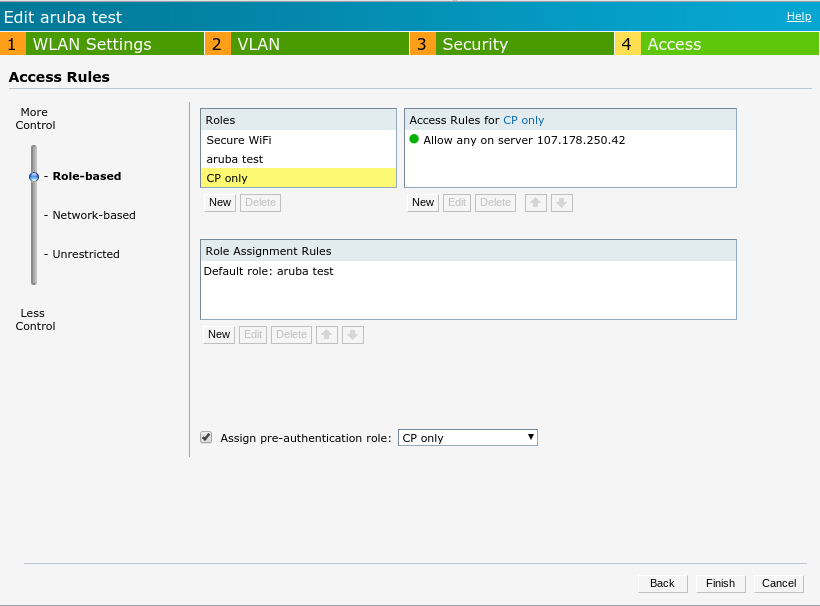 Edit aruba test
Help
1 WLAN Settings 2 VLAN 3 Security 4 Access
Access Rules
More
Control
- Role-based
- Network-based
- Unrestricted
Less
Control
Roles
Secure WiFi
aruba test
CP only
New Delete
Access Rules for CP only
Allow any on server 107.178.250.42
New Edit Delete
Role Assignment Rules
Default role: aruba test
New Edit Delete
Assign pre-authentication role: CP only
Back Finish Cancel